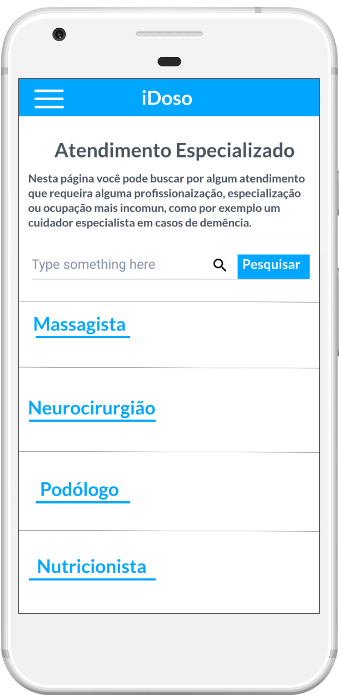 iDoso
Atendimento Especializado
Nesta página você pode buscar por algum atendimento
que requeira alguma profissionaização, especialização
ou ocupação mais incomun, como por exemplo um
cuidador especialista em casos de demência.
Type something here
Pesquisar
Massagista
Neurocirurgião
Podólogo
Nutricionista